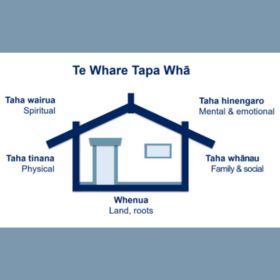 Te Whare Tapa Whā
Taha wairua
Spiritual
Taha hinengaro
Mental & emotional
Taha tinana
Physical
Taha whānau
Family & social
Whenua
Land, roots